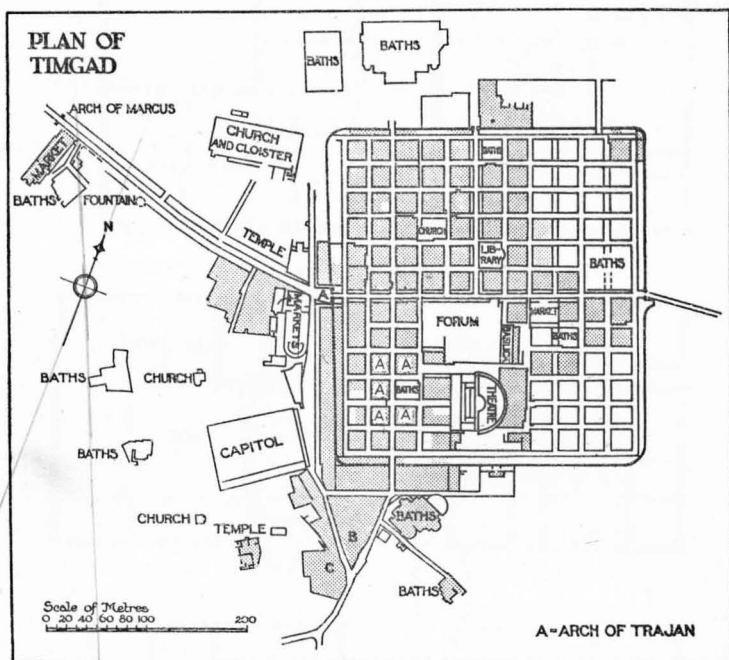 PLAN OF
TIMGAD
BATHS
BATHS
ARCH OF MARCUS
MARKET
CHURCH
AND CLOISTER
BATHS
BATHS
FOUNTAIN
N
TEMPLE
CHURCH
LIB-
RARY
BATHS
A
MARKETS
FORUM
MARKET
BASILICA
BATHS
A A
BATHS
CHURCH
A
BATHS
THEATRE
A A
CAPITOL
BATHS
CHURCH
TEMPLE
B
BATHS
C
BATHS
Scale of Metres
0 20 40 60 80 100 200
A=ARCH OF TRAJAN